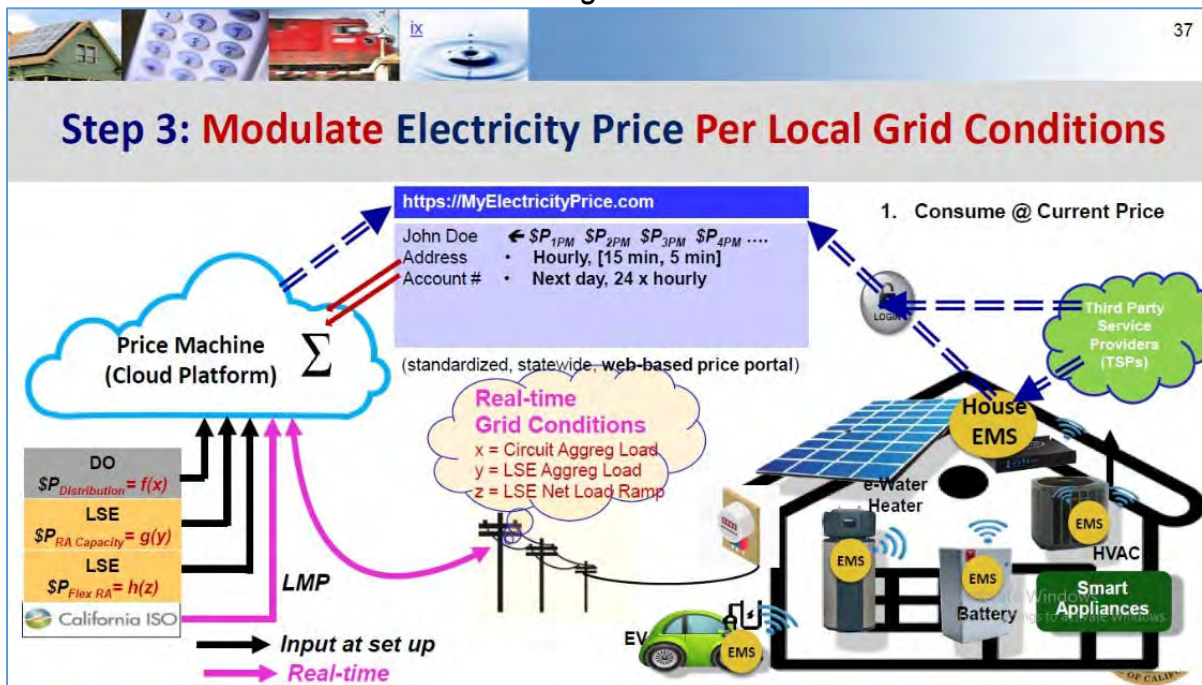 ix
37
Step 3: Modulate Electricity Price Per Local Grid Conditions
https://MyElectricityPrice.com
John Doe ← $P1PM $P2PM $P3PM $P4PM ....
Address • Hourly, [15 min, 5 min]
Account # • Next day, 24 x hourly
(standardized, statewide, web-based price portal)
1. Consume @ Current Price
LOGIN
Third Party
Service
Providers
(TSPs)
Price Machine
(Cloud Platform)
Σ
Real-time
Grid Conditions
x = Circuit Aggreg Load
y = LSE Aggreg Load
z = LSE Net Load Ramp
DO
$PDistribution = f(x)
LSE
$PRA Capacity = g(y)
LSE
$PFlex RA = h(z)
California ISO
LMP
Input at set up
Real-time
House
EMS
e-Water
Heater
EMS
EMS
Battery
EMS
HVAC
Smart
Appliances
EV
EMS
OF CALIF